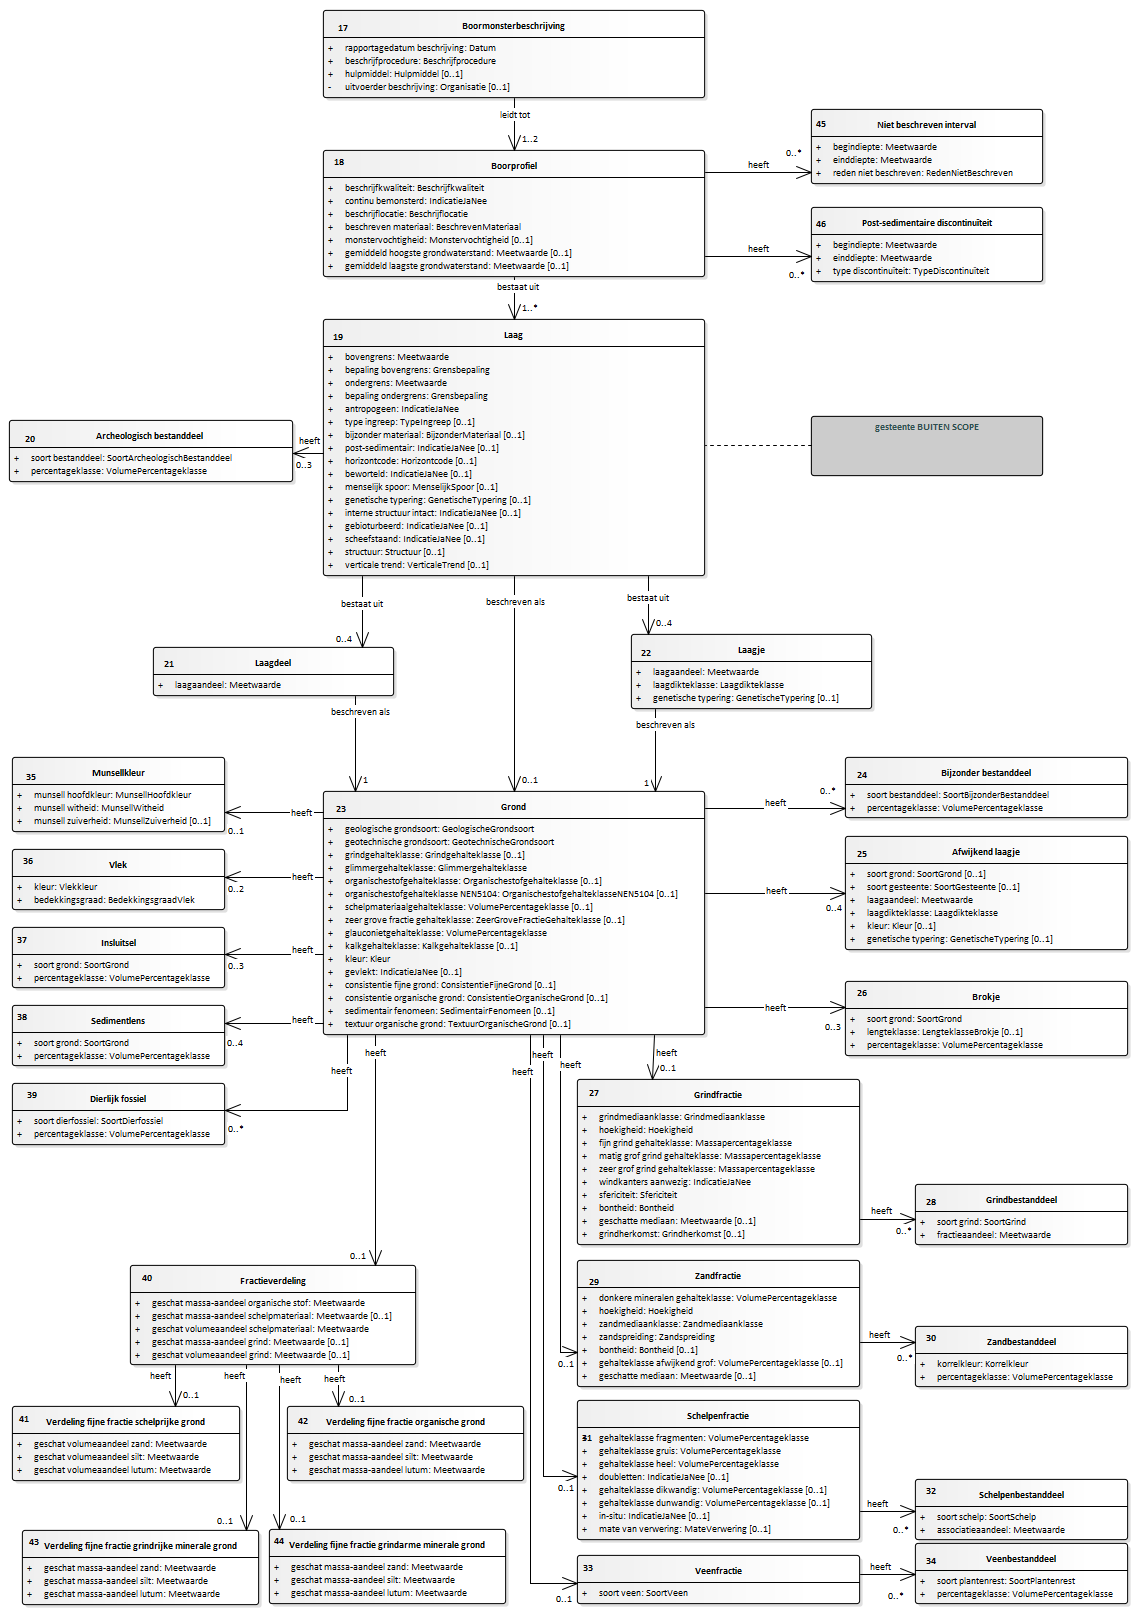 17 Boormonsterbeschrijving
+ rapportagedatum beschrijving: Datum
+ beschrijfprocedure: Beschrijfprocedure
+ hulpmiddel: Hulpmiddel [0..1]
- uitvoerder beschrijving: Organisatie [0..1]
leidt tot
1..2
18 Boorprofiel
+ beschrijfkwaliteit: Beschrijfkwaliteit
+ continu bemonsterd: IndicatieJaNee
+ beschrijflocatie: Beschrijflocatie
+ beschreven materiaal: BeschrevenMateriaal
+ monstervochtigheid: Monstervochtigheid [0..1]
+ gemiddeld hoogste grondwaterstand: Meetwaarde [0..1]
+ gemiddeld laagste grondwaterstand: Meetwaarde [0..1]
heeft
0..*
45 Niet beschreven interval
+ begindiepte: Meetwaarde
+ einddiepte: Meetwaarde
+ reden niet beschreven: RedenNietBeschreven
heeft
0..*
46 Post-sedimentaire discontinuïteit
+ begindiepte: Meetwaarde
+ einddiepte: Meetwaarde
+ type discontinuïteit: TypeDiscontinuïteit
bestaat uit
1..*
19 Laag
+ bovengrens: Meetwaarde
+ bepaling bovengrens: Grensbepaling
+ ondergrens: Meetwaarde
+ bepaling ondergrens: Grensbepaling
+ antropogeen: IndicatieJaNee
+ type ingreep: TypeIngreep [0..1]
+ bijzonder materiaal: BijzonderMateriaal [0..1]
+ post-sedimentair: IndicatieJaNee [0..1]
+ horizontcode: Horizontcode [0..1]
+ beworteld: IndicatieJaNee [0..1]
+ menselijk spoor: MenselijkSpoor [0..1]
+ genetische typering: GenetischeTypering [0..1]
+ interne structuur intact: IndicatieJaNee [0..1]
+ gebioturbeerd: IndicatieJaNee [0..1]
+ scheefstaand: IndicatieJaNee [0..1]
+ structuur: Structuur [0..1]
+ verticale trend: VerticaleTrend [0..1]
gesteente BUITEN SCOPE
heeft
0..3
20 Archeologisch bestanddeel
+ soort bestanddeel: SoortArcheologischBestanddeel
+ percentageklasse: VolumePercentageklasse
bestaat uit
0..4
beschreven als
0..1
bestaat uit
0..4
21 Laagdeel
+ laagaandeel: Meetwaarde
beschreven als
1
22 Laagje
+ laagaandeel: Meetwaarde
+ laagdikteklasse: Laagdikteklasse
+ genetische typering: GenetischeTypering [0..1]
beschreven als
1
23 Grond
+ geologische grondsoort: GeologischeGrondsoort
+ geotechnische grondsoort: GeotechnischeGrondsoort
+ grindgehalteklasse: Grindgehalteklasse [0..1]
+ glimmergehalteklasse: Glimmergehalteklasse
+ organischestofgehalteklasse: Organischestofgehalteklasse [0..1]
+ organischestofgehalteklasse NEN5104: OrganischestofgehalteklasseNEN5104 [0..1]
+ schelpmateriaalgehalteklasse: VolumePercentageklasse [0..1]
+ zeer grove fractie gehalteklasse: ZeerGroveFractieGehalteklasse [0..1]
+ glauconietgehalteklasse: VolumePercentageklasse
+ kalkgehalteklasse: Kalkgehalteklasse [0..1]
+ kleur: Kleur
+ gevlekt: IndicatieJaNee [0..1]
+ consistentie fijne grond: ConsistentieFijneGrond [0..1]
+ consistentie organische grond: ConsistentieOrganischeGrond [0..1]
+ sedimentair fenomeen: SedimentairFenomeen [0..1]
+ textuur organische grond: TextuurOrganischeGrond [0..1]
heeft
0..1
35 Munsellkleur
+ munsell hoofdkleur: MunsellHoofdkleur
+ munsell witheid: MunsellWitheid
+ munsell zuiverheid: MunsellZuiverheid [0..1]
heeft
0..2
36 Vlek
+ kleur: Vlekkleur
+ bedekkingsgraad: BedekkingsgraadVlek
heeft
0..3
37 Insluitsel
+ soort grond: SoortGrond
+ percentageklasse: VolumePercentageklasse
heeft
0..4
38 Sedimentlens
+ soort grond: SoortGrond
+ percentageklasse: VolumePercentageklasse
heeft
0..*
39 Dierlijk fossiel
+ soort dierfossiel: SoortDierfossiel
+ percentageklasse: VolumePercentageklasse
heeft
0..*
24 Bijzonder bestanddeel
+ soort bestanddeel: SoortBijzonderBestanddeel
+ percentageklasse: VolumePercentageklasse
heeft
0..4
25 Afwijkend laagje
+ soort grond: SoortGrond [0..1]
+ soort gesteente: SoortGesteente [0..1]
+ laagaandeel: Meetwaarde
+ laagdikteklasse: Laagdikteklasse
+ kleur: Kleur [0..1]
+ genetische typering: GenetischeTypering [0..1]
heeft
0..3
26 Brokje
+ soort grond: SoortGrond
+ lengteklasse: LengteklasseBrokje [0..1]
+ percentageklasse: VolumePercentageklasse
heeft
0..1
27 Grindfractie
+ grindmediaanklasse: Grindmediaanklasse
+ hoekigheid: Hoekigheid
+ fijn grind gehalteklasse: Massapercentageklasse
+ matig grof grind gehalteklasse: Massapercentageklasse
+ zeer grof grind gehalteklasse: Massapercentageklasse
+ windkanters aanwezig: IndicatieJaNee
+ sfericiteit: Sfericiteit
+ bontheid: Bontheid
+ geschatte mediaan: Meetwaarde [0..1]
+ grindherkomst: Grindherkomst [0..1]
heeft
0..*
28 Grindbestanddeel
+ soort grind: SoortGrind
+ fractieaandeel: Meetwaarde
heeft
0..1
29 Zandfractie
+ donkere mineralen gehalteklasse: VolumePercentageklasse
+ hoekigheid: Hoekigheid
+ zandmediaanklasse: Zandmediaanklasse
+ zandspreiding: Zandspreiding
+ bontheid: Bontheid [0..1]
+ gehalteklasse afwijkend grof: VolumePercentageklasse [0..1]
+ geschatte mediaan: Meetwaarde [0..1]
heeft
0..*
30 Zandbestanddeel
+ korrelkleur: Korrelkleur
+ percentageklasse: VolumePercentageklasse
heeft
0..1
Schelpenfractie
31 gehalteklasse fragmenten: VolumePercentageklasse
+ gehalteklasse gruis: VolumePercentageklasse
+ gehalteklasse heel: VolumePercentageklasse
+ doubletten: IndicatieJaNee [0..1]
+ gehalteklasse dikwandig: VolumePercentageklasse [0..1]
+ gehalteklasse dunwandig: VolumePercentageklasse [0..1]
+ in-situ: IndicatieJaNee [0..1]
+ mate van verwering: MateVerwering [0..1]
heeft
0..*
32 Schelpenbestanddeel
+ soort schelp: SoortSchelp
+ associatieaandeel: Meetwaarde
heeft
0..1
33 Veenfractie
+ soort veen: SoortVeen
heeft
0..*
34 Veenbestanddeel
+ soort plantenrest: SoortPlantenrest
+ percentageklasse: VolumePercentageklasse
heeft
0..1
40 Fractieverdeling
+ geschat massa-aandeel organische stof: Meetwaarde
+ geschat massa-aandeel schelpmateriaal: Meetwaarde [0..1]
+ geschat volumeaandeel schelpmateriaal: Meetwaarde
+ geschat massa-aandeel grind: Meetwaarde [0..1]
+ geschat volumeaandeel grind: Meetwaarde [0..1]
heeft
0..1
heeft
0..1
heeft
0..1
heeft
0..1
41 Verdeling fijne fractie schelprijke grond
+ geschat volumeaandeel zand: Meetwaarde
+ geschat volumeaandeel silt: Meetwaarde
+ geschat volumeaandeel lutum: Meetwaarde
42 Verdeling fijne fractie organische grond
+ geschat massa-aandeel zand: Meetwaarde
+ geschat massa-aandeel silt: Meetwaarde
+ geschat massa-aandeel lutum: Meetwaarde
43 Verdeling fijne fractie grindrijke minerale grond
+ geschat massa-aandeel zand: Meetwaarde
+ geschat massa-aandeel silt: Meetwaarde
+ geschat massa-aandeel lutum: Meetwaarde
44 Verdeling fijne fractie grindarme minerale grond
+ geschat massa-aandeel zand: Meetwaarde
+ geschat massa-aandeel silt: Meetwaarde
+ geschat massa-aandeel lutum: Meetwaarde